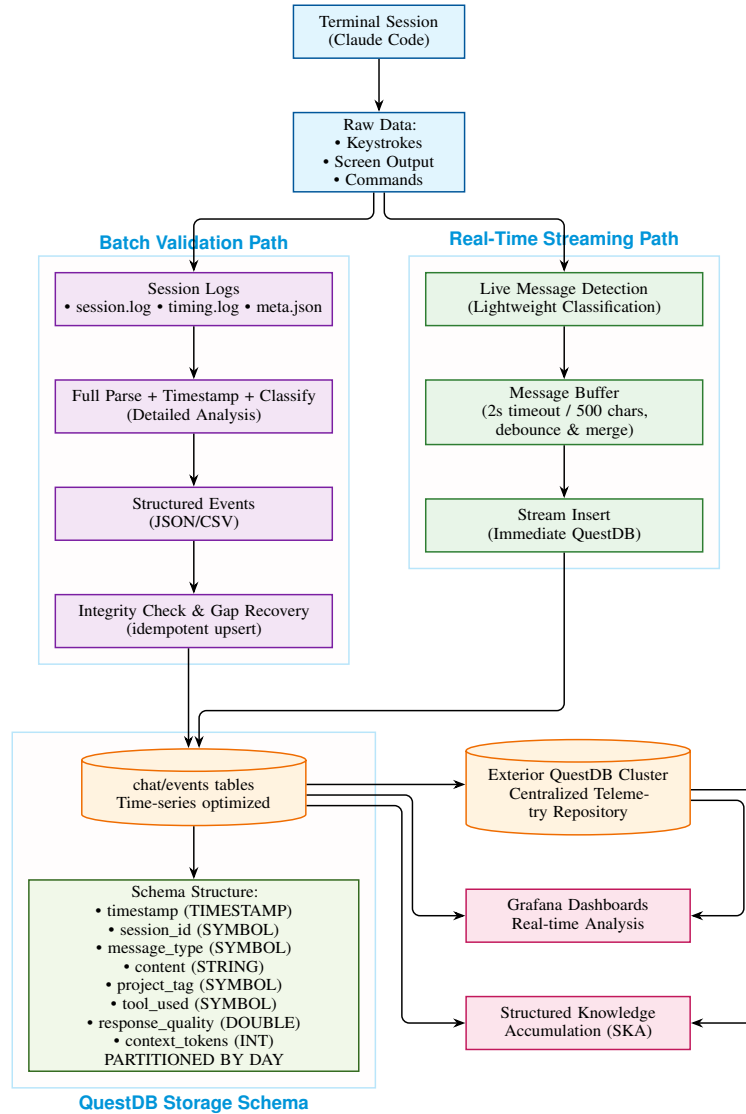 Terminal Session
(Claude Code)
Raw Data:
• Keystrokes
• Screen Output
• Commands
Batch Validation Path
Session Logs
• session.log • timing.log • meta.json
Full Parse + Timestamp + Classify
(Detailed Analysis)
Structured Events
(JSON/CSV)
Integrity Check & Gap Recovery
(idempotent upsert)
Real-Time Streaming Path
Live Message Detection
(Lightweight Classification)
Message Buffer
(2s timeout / 500 chars,
debounce & merge)
Stream Insert
(Immediate QuestDB)
chat/events tables
Time-series optimized
Exterior QuestDB Cluster
Centralized Teleme-
try Repository
Schema Structure:
• timestamp (TIMESTAMP)
• session_id (SYMBOL)
• message_type (SYMBOL)
• content (STRING)
• project_tag (SYMBOL)
• tool_used (SYMBOL)
• response_quality (DOUBLE)
• context_tokens (INT)
PARTITIONED BY DAY
QuestDB Storage Schema
Grafana Dashboards
Real-time Analysis
Structured Knowledge
Accumulation (SKA)